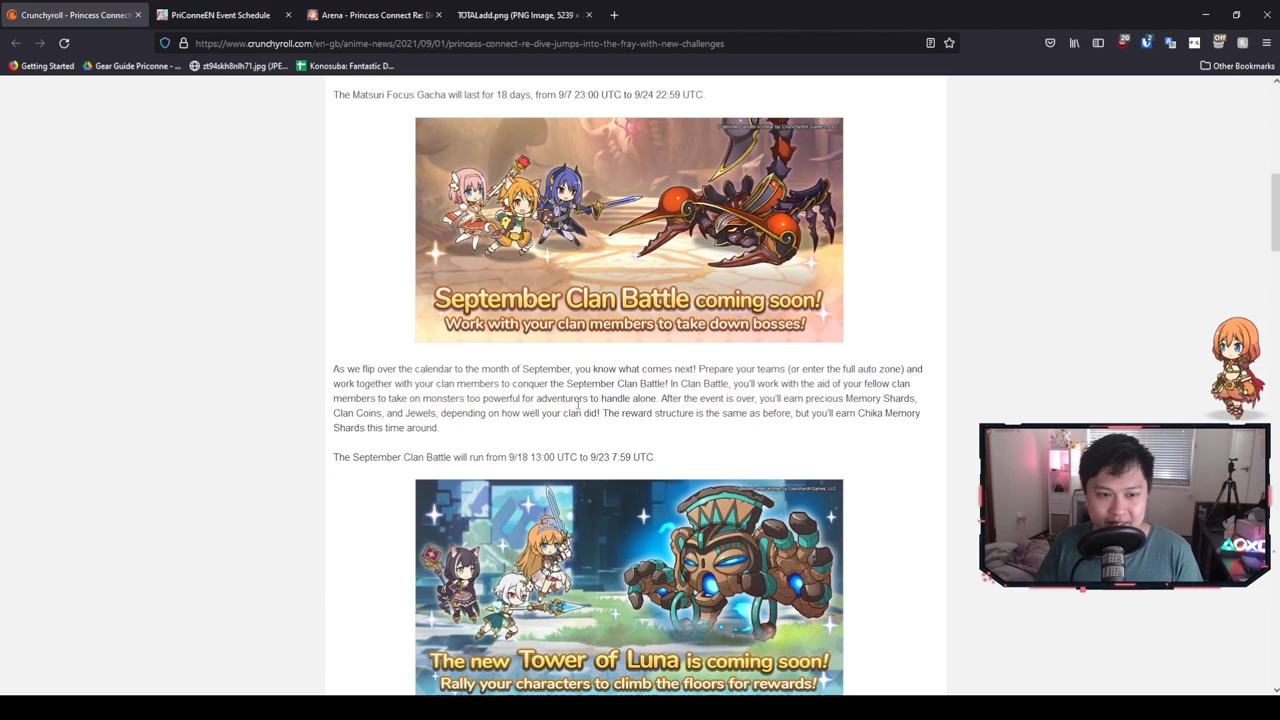 Crunchyroll - Princess Connect
PriConneEN Event Schedule
Arena - Princess Connect Re: Di
TOTALadd.png (PNG Image, 5239 ×
https://www.crunchyroll.com/en-gb/anime-news/2021/09/01/princess-connect-re-dive-jumps-into-the-fray-with-new-challenges
20
2
Off
Getting Started
Gear Guide Priconne - ...
zt94skh8nlh71.jpg (JPE...
Konosuba: Fantastic D...
Other Bookmarks
The Matsuri Focus Gacha will last for 18 days, from 9/7 23:00 UTC to 9/24 22:59 UTC.
September Clan Battle coming soon!
Work with your clan members to take down bosses!
As we flip over the calendar to the month of September, you know what comes next! Prepare your teams (or enter the full auto zone) and
work together with your clan members to conquer the September Clan Battle! In Clan Battle, you'll work with the aid of your fellow clan
members to take on monsters too powerful for adventurers to handle alone. After the event is over, you'll earn precious Memory Shards,
Clan Coins, and Jewels, depending on how well your clan did! The reward structure is the same as before, but you'll earn Chika Memory
Shards this time around.
The September Clan Battle will run from 9/18 13:00 UTC to 9/23 7:59 UTC.
Published under license by Crunchyroll Games, LLC.
The new Tower of Luna is coming soon!
Rally your characters to climb the floors for rewards!